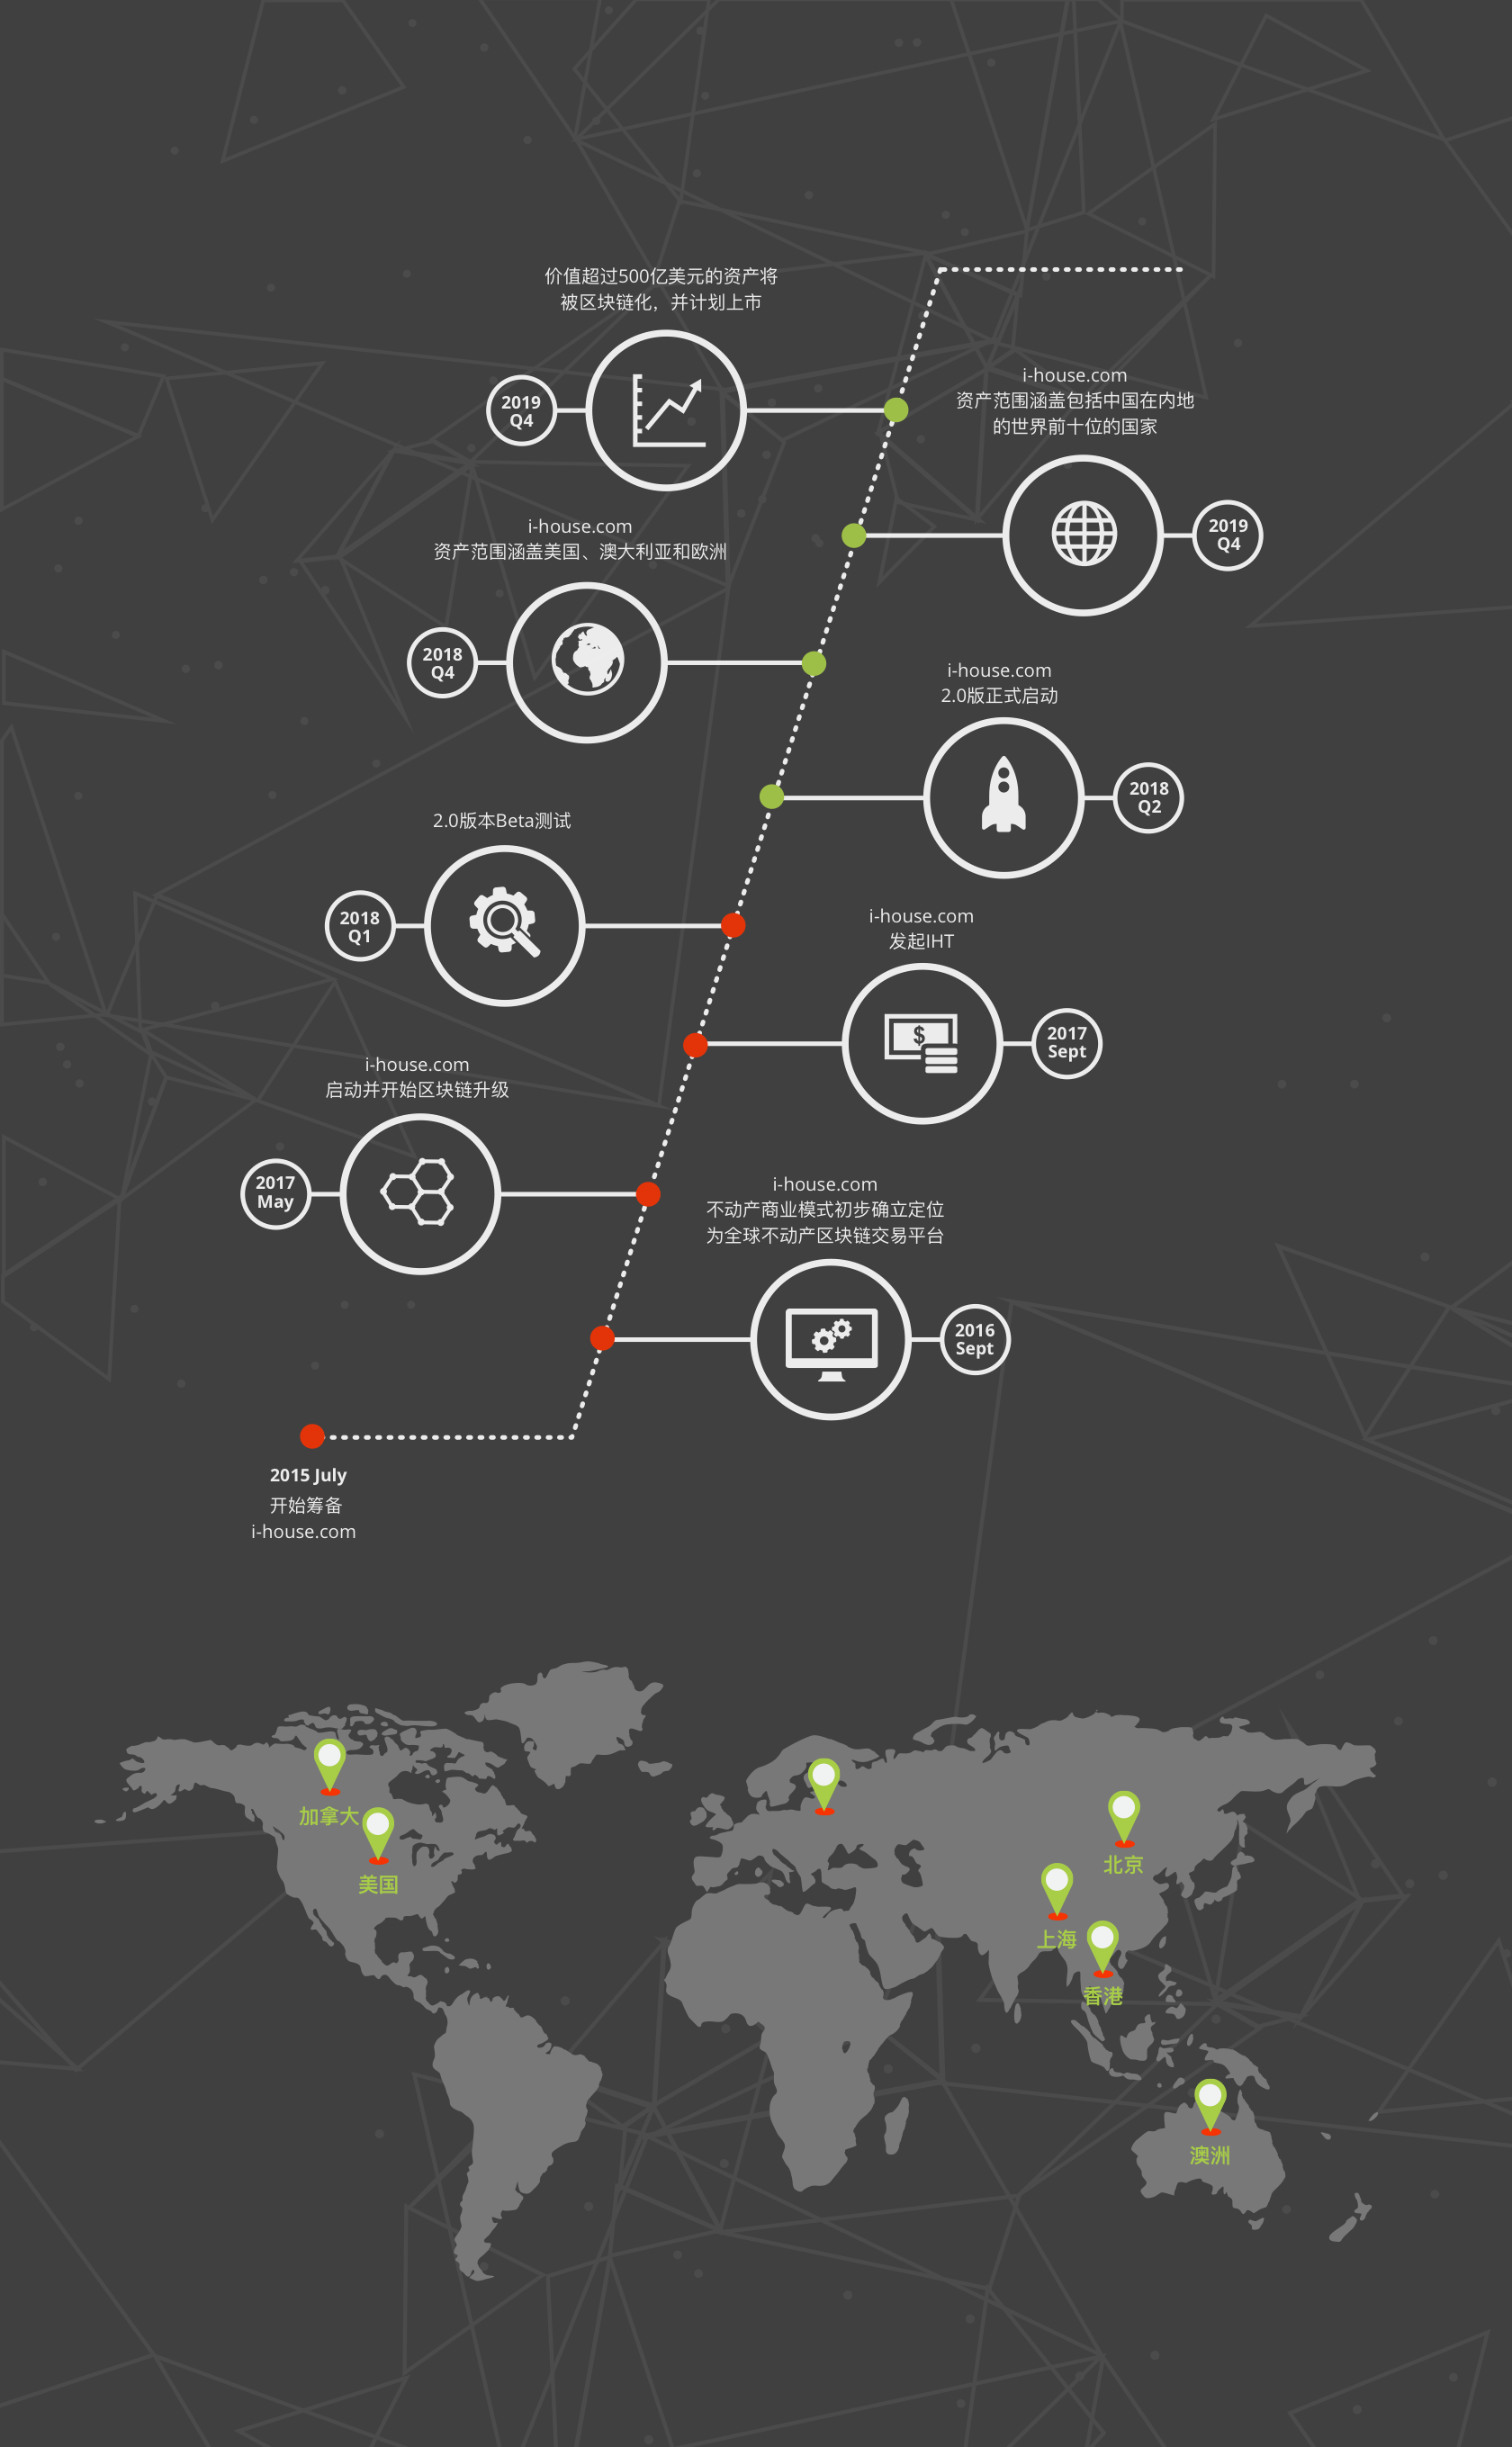 价值超过500亿美元的资产将
被区块链化，并计划上市
2019
Q4
i-house.com
资产范围涵盖包括中国在内地
的世界前十位的国家
2019
Q4
i-house.com
资产范围涵盖美国、澳大利亚和欧洲
2018
Q4
i-house.com
2.0版正式启动
2018
Q2
2.0版本Beta测试
2018
Q1
i-house.com
发起IHT
2017
Sept
i-house.com
启动并开始区块链升级
2017
May
i-house.com
不动产商业模式初步确立定位
为全球不动产区块链交易平台
2016
Sept
2015 July
开始筹备
i-house.com
加拿大
美国
北京
上海
香港
澳洲